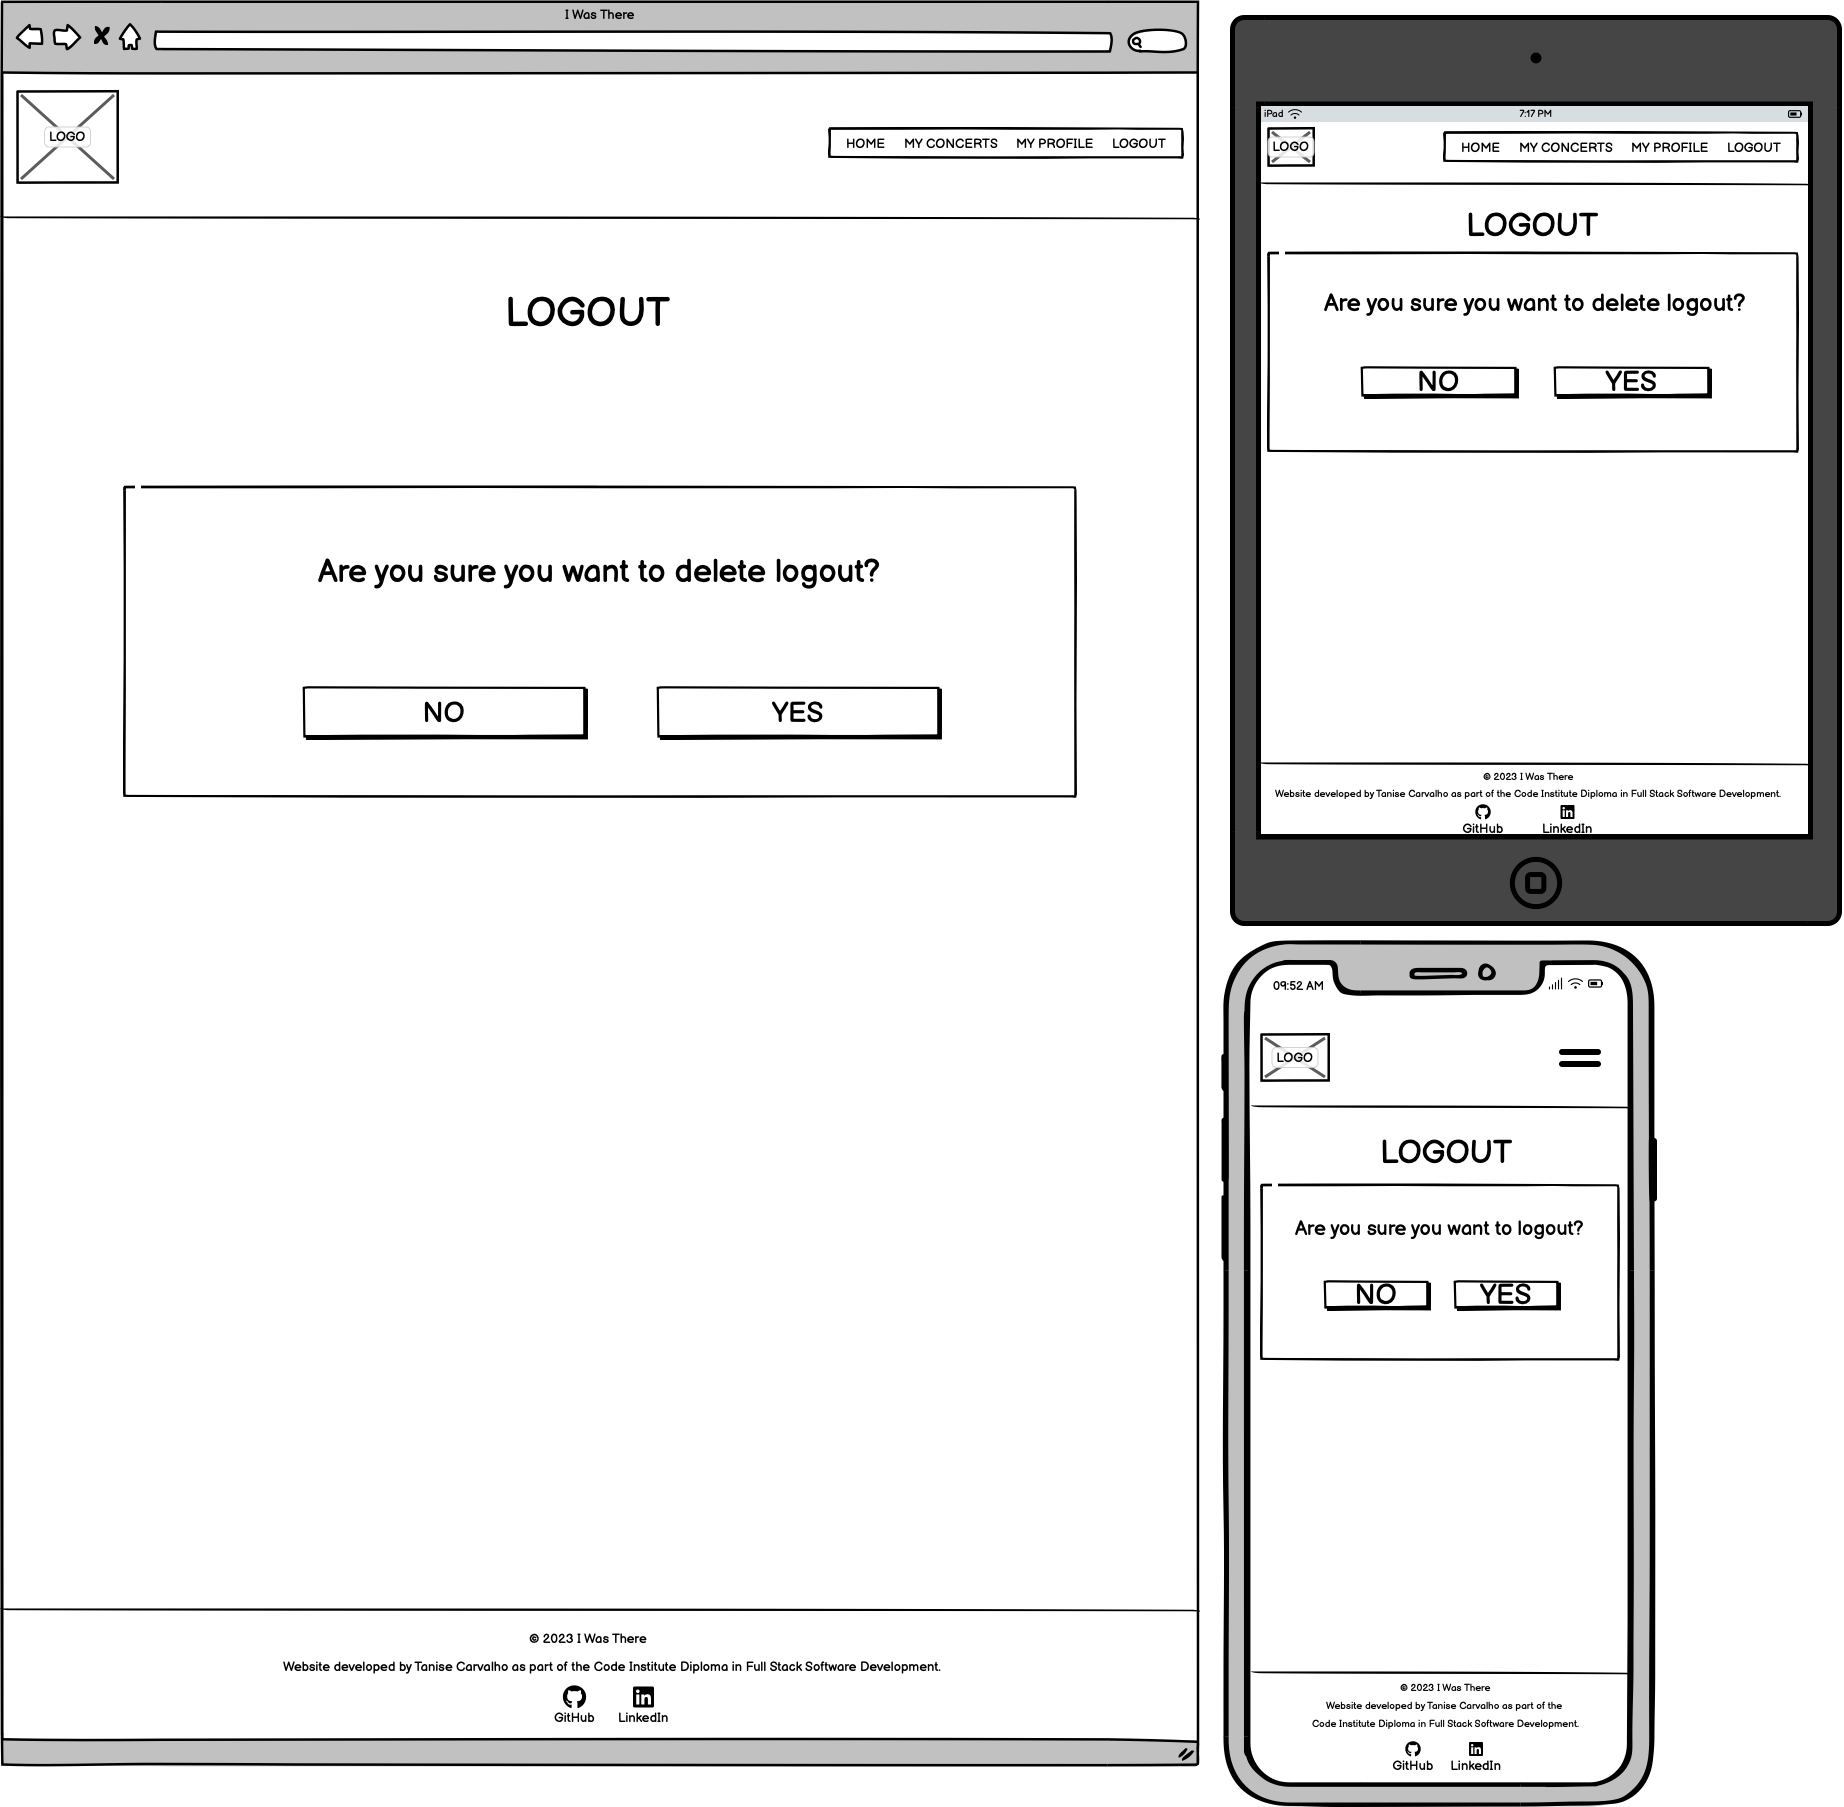 I Was There
LOGO
HOME MY CONCERTS MY PROFILE LOGOUT
LOGOUT
Are you sure you want to delete logout?
NO YES
© 2023 I Was There
Website developed by Tanise Carvalho as part of the Code Institute Diploma in Full Stack Software Development.
GitHub LinkedIn
iPad 7:17 PM
LOGO HOME MY CONCERTS MY PROFILE LOGOUT
LOGOUT
Are you sure you want to delete logout?
NO YES
© 2023 I Was There
Website developed by Tanise Carvalho as part of the Code Institute Diploma in Full Stack Software Development.
GitHub LinkedIn
09:52 AM
LOGO
LOGOUT
Are you sure you want to logout?
NO YES
© 2023 I Was There
Website developed by Tanise Carvalho as part of the
Code Institute Diploma in Full Stack Software Development.
GitHub LinkedIn